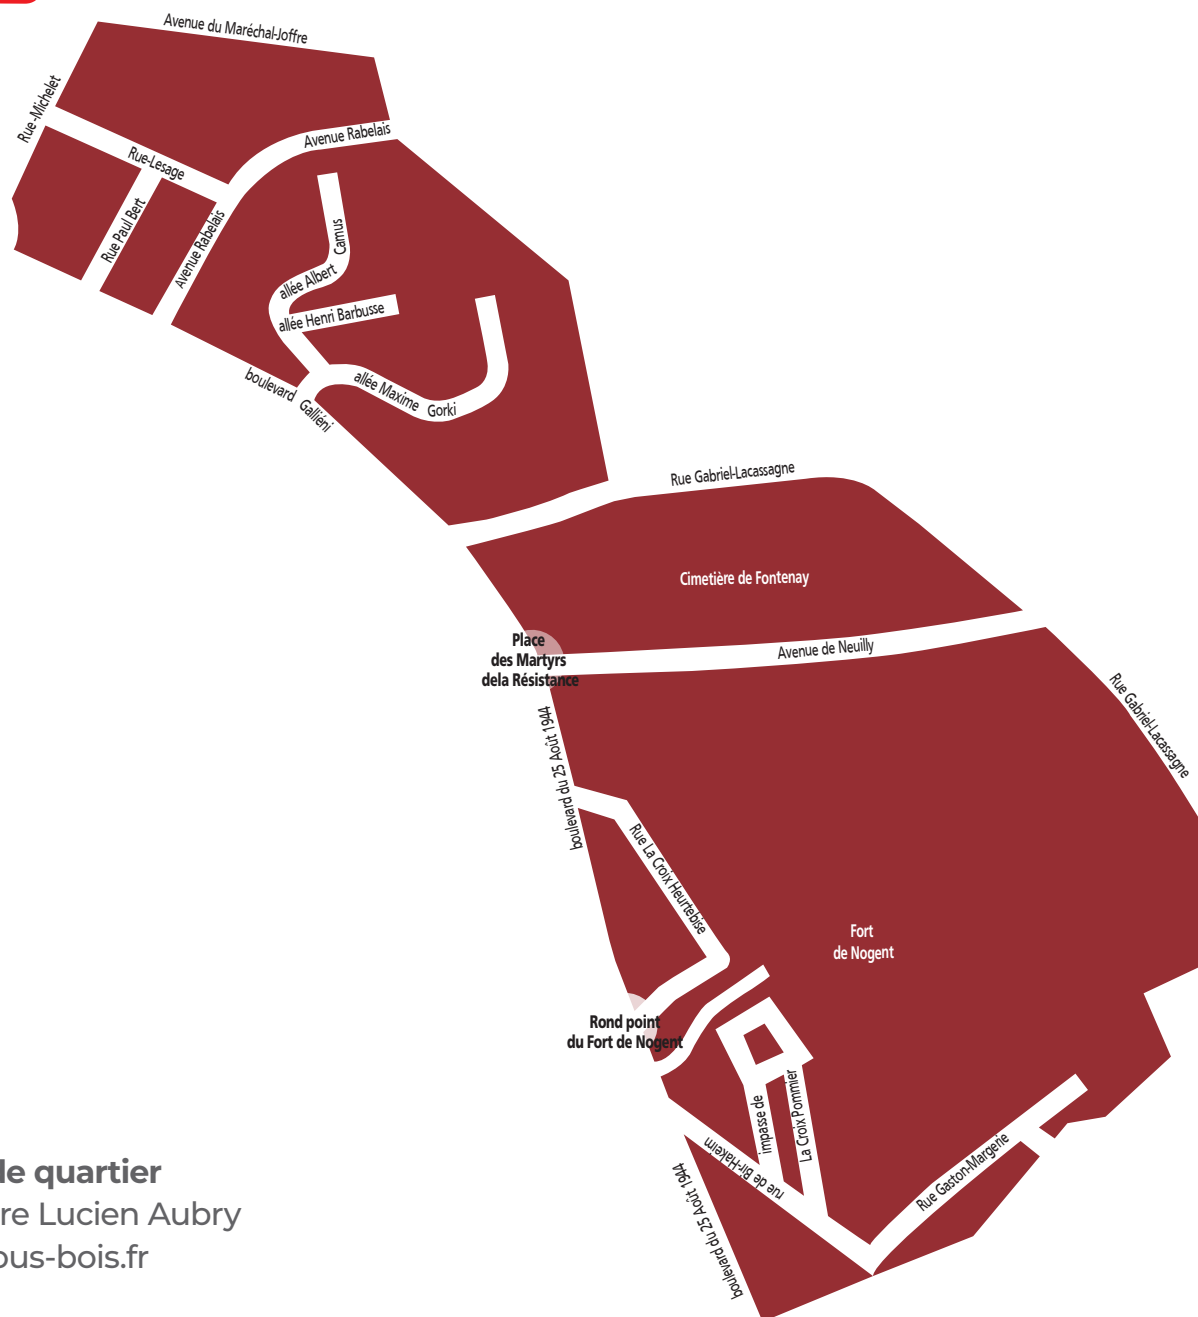 Avenue du Maréchal-Joffre
Rue-Michelet
Avenue Rabelais
Rue-Lesage
Rue Paul Bert
Avenue Rabelais
Camus
allée Albert
allée Henri Barbusse
boulevard
Galliéni
allée Maxime
Gorki
Rue Gabriel-Lacassagne
Cimetière de Fontenay
Place
des Martyrs
dela Résistance
Avenue de Neuilly
Rue Gabriel-Lacassagne
boulevard du 25 Août 1944
Rue La Croix Heurtebise
Fort
de Nogent
Rond point
du Fort de Nogent
impasse de
La Croix Pommier
rue de Bir-Hakeim
Rue Gaston-Margerie
boulevard du 25 Août 1944
de quartier
re Lucien Aubry
ous-bois.fr